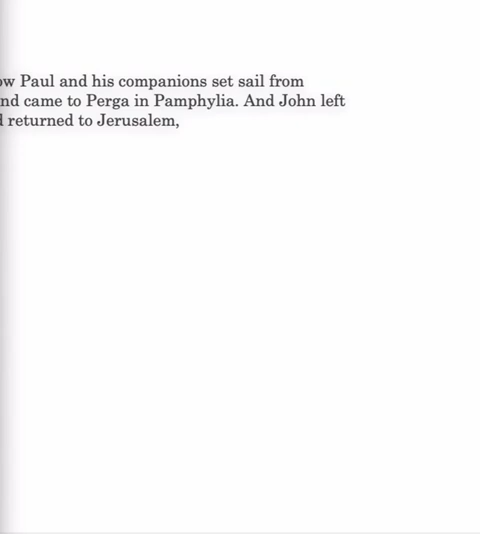 ow Paul and his companions set sail from
nd came to Perga in Pamphylia. And John left
d returned to Jerusalem,